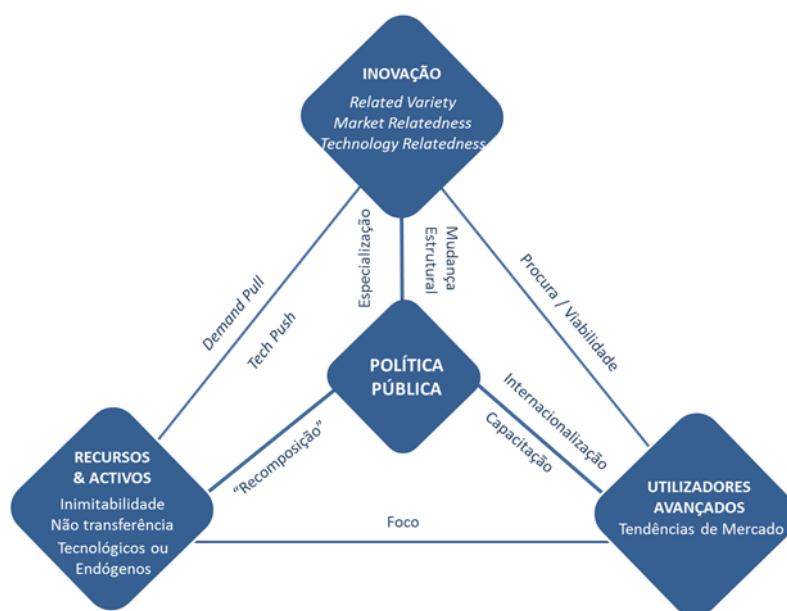 INOVAÇÃO
Related Variety
Market Relatedness
Technology Relatedness
Especialização
Mudança
Estrutural
Demand Pull
Tech Push
Procura / Viabilidade
POLÍTICA
PÚBLICA
"Recomposição"
Internacionalização
Capacitação
RECURSOS
& ACTIVOS
Inimitabilidade
Não transferência
Tecnológicos ou
Endógenos
Foco
UTILIZADORES
AVANÇADOS
Tendências de Mercado